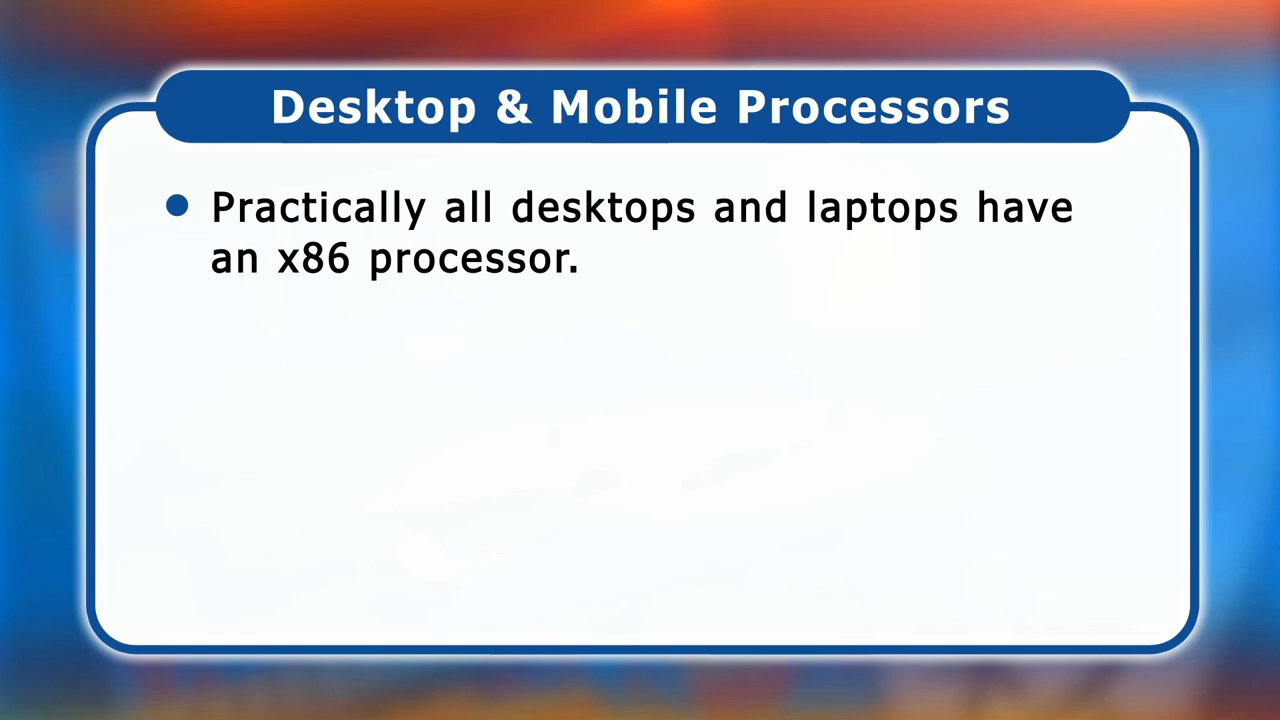 Desktop & Mobile Processors
Practically all desktops and laptops have
an x86 processor.